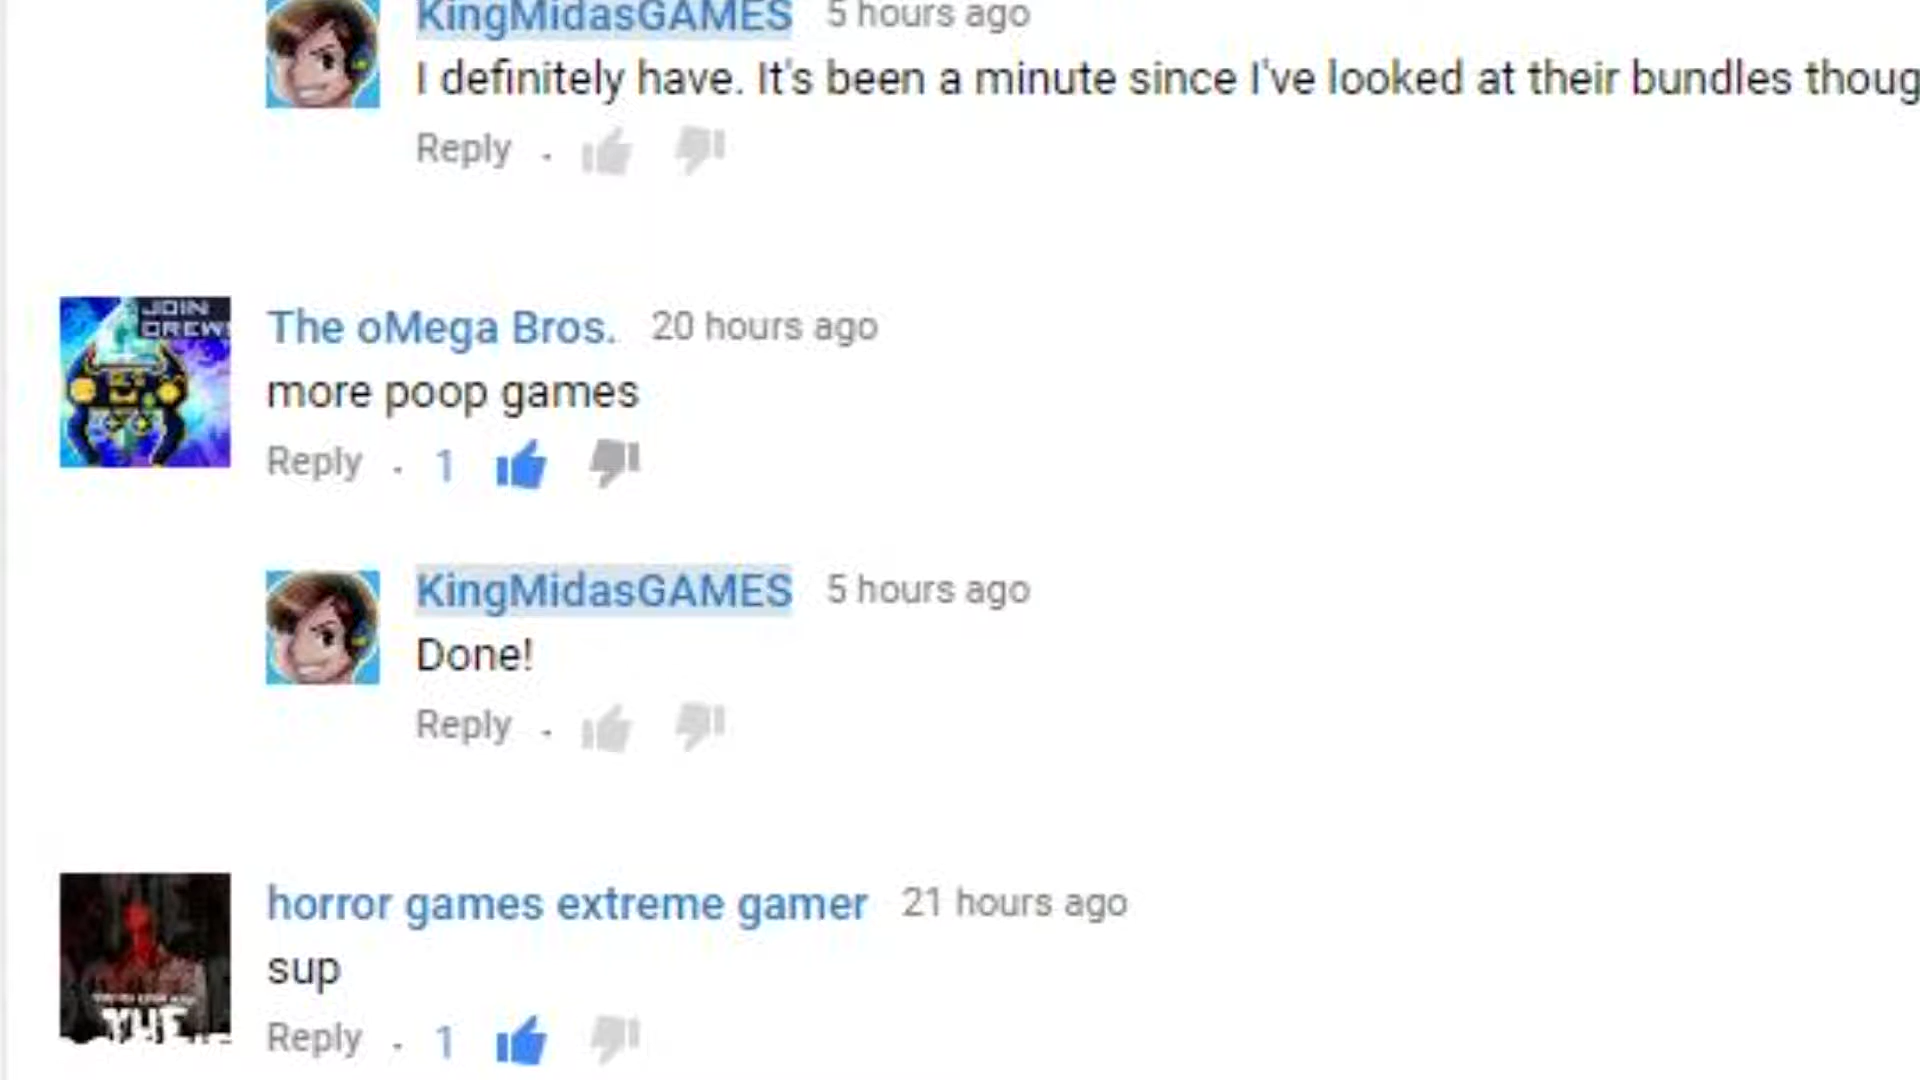 KingMidasGAMES 5 hours ago
I definitely have. It's been a minute since I've looked at their bundles thoug
Reply .
JOIN
The oMega Bros. 20 hours ago
more poop games
Reply . 1
KingMidasGAMES 5 hours ago
Done!
Reply .
horror games extreme gamer 21 hours ago
sup
THE
Reply . 1